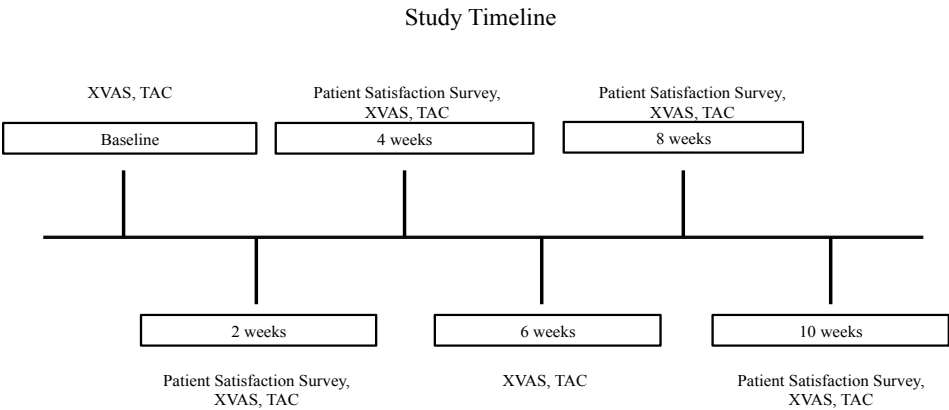 Study Timeline
XVAS, TAC
Baseline
Patient Satisfaction Survey,
XVAS, TAC
4 weeks
Patient Satisfaction Survey,
XVAS, TAC
8 weeks
2 weeks
Patient Satisfaction Survey,
XVAS, TAC
6 weeks
XVAS, TAC
10 weeks
Patient Satisfaction Survey,
XVAS, TAC